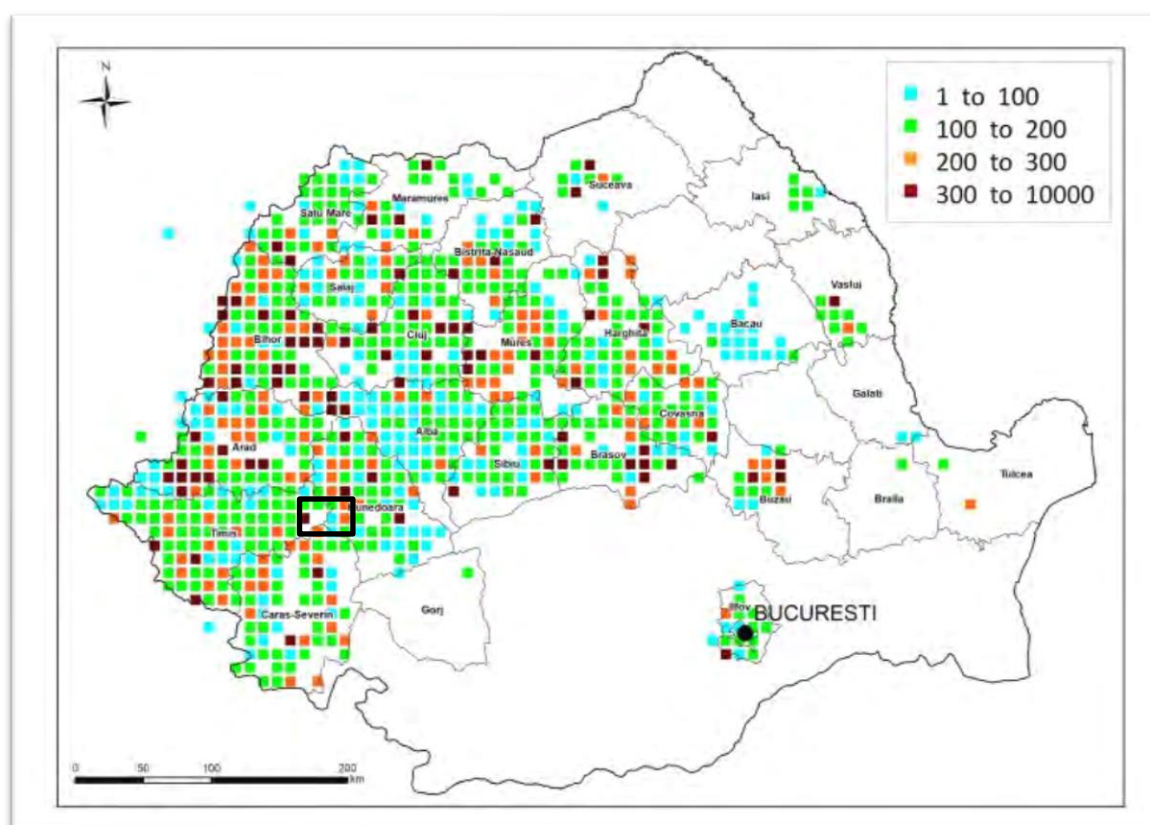 N
1 to 100
100 to 200
200 to 300
300 to 10000
Suceava
Maramures
Iasi
Satu Mare
Bistrita-Nasaud
Salaj
Vaslui
Bacau
Bihor
Cluj
Mures
Harghita
Galati
Covasna
Alba
Arad
Sibiu
Brasov
Tulcea
Buzau
Braila
Hunedoara
Timis
Caras-Severin
Gorj
Ilfov
BUCURESTI
0 50 100 200
km